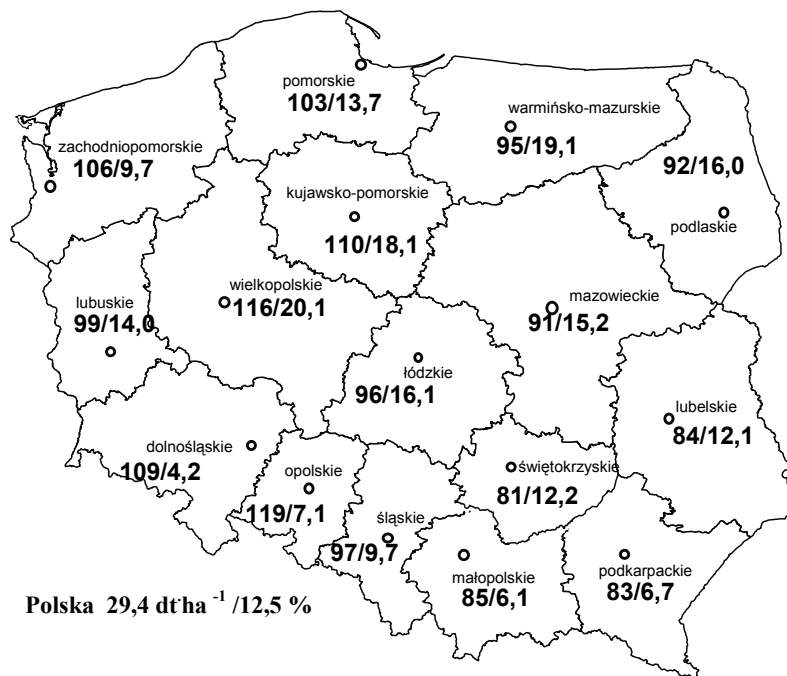 pomorskie
103/13,7
warmińsko-mazurskie
95/19,1
zachodniopomorskie
106/9,7
92/16,0
podlaskie
kujawsko-pomorskie
110/18,1
wielkopolskie
116/20,1
mazowieckie
91/15,2
lubuskie
99/14,0
łódzkie
96/16,1
lubelskie
84/12,1
dolnośląskie
109/4,2
opolskie
119/7,1
świętokrzyskie
81/12,2
śląskie
97/9,7
małopolskie
85/6,1
podkarpackie
83/6,7
Polska 29,4 dt·ha -1 /12,5 %